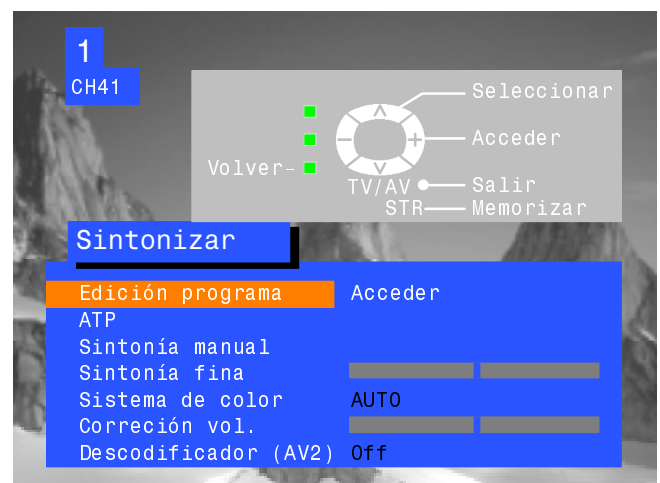 1
CH41
Seleccionar
Acceder
Volver-
TV/AV Salir
STR Memorizar
Sintonizar
Edición programa Acceder
ATP
Sintonía manual
Sintonía fina
Sistema de color AUTO
Correción vol.
Descodificador (AV2) Off